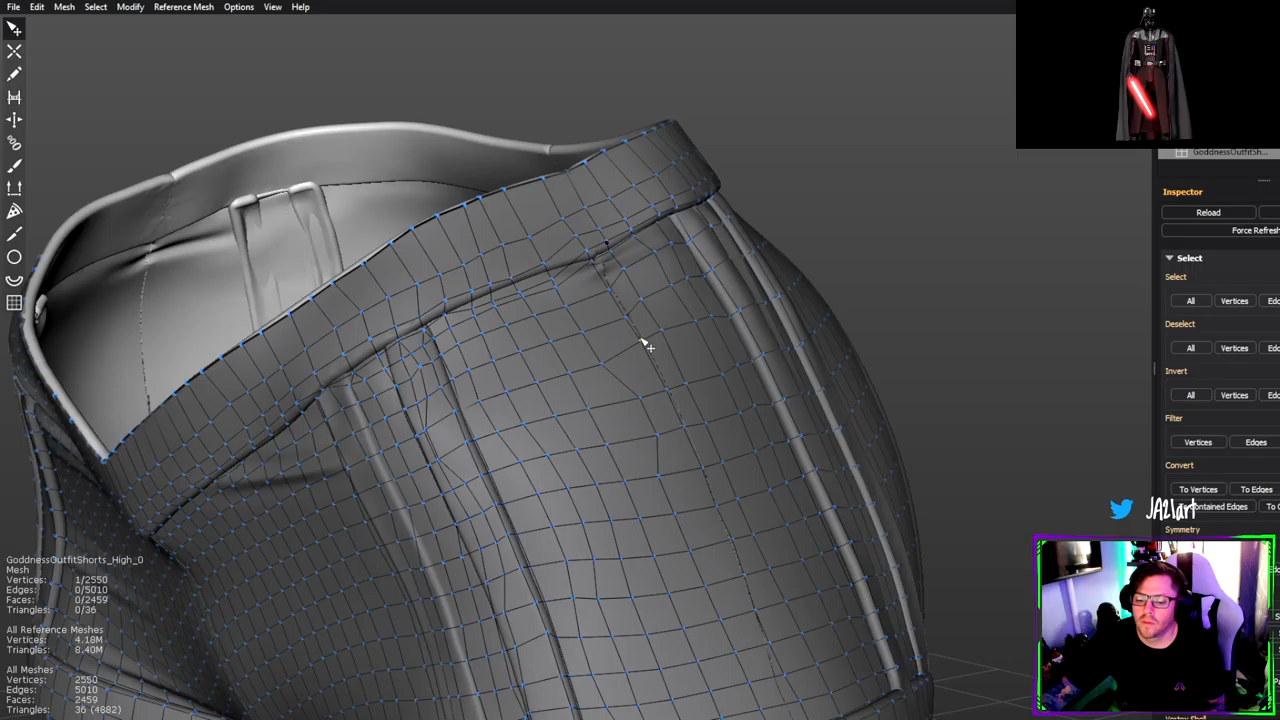 File Edit Mesh Select Modify Reference Mesh Options View Help
GoddnessOutfitSh...
Inspector
Reload
Force Refresh
Select
Select
All Vertices
Deselect
All Vertices
Invert
All Vertices
Filter
Vertices Edges
Convert
To Vertices To Edges
JA21art
Contained Edges
Symmetry
GoddnessOutfitShorts_High_0
Mesh
Vertices: 1/2550
Edges: 0/5010
Faces: 0/2459
Triangles: 0/36
All Reference Meshes
Vertices: 4.18M
Triangles: 8.40M
All Meshes
Vertices: 2550
Edges: 5010
Faces: 2459
Triangles: 36 (4882)